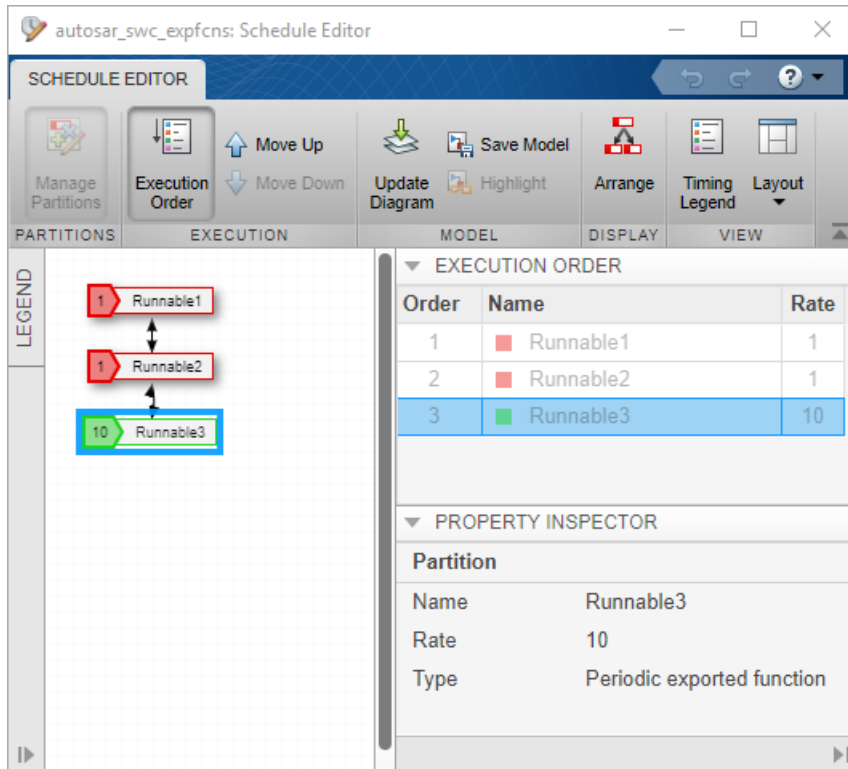 autosar_swc_expfcns: Schedule Editor
SCHEDULE EDITOR
?
Manage Partitions
Execution Order
Move Up
Move Down
Update Diagram
Save Model
Highlight
Arrange
Timing Legend
Layout
PARTITIONS EXECUTION MODEL DISPLAY VIEW
LEGEND
1 Runnable1
1 Runnable2
10 Runnable3
EXECUTION ORDER
Order Name Rate
1 Runnable1 1
2 Runnable2 1
3 Runnable3 10
PROPERTY INSPECTOR
Partition
Name Runnable3
Rate 10
Type Periodic exported function